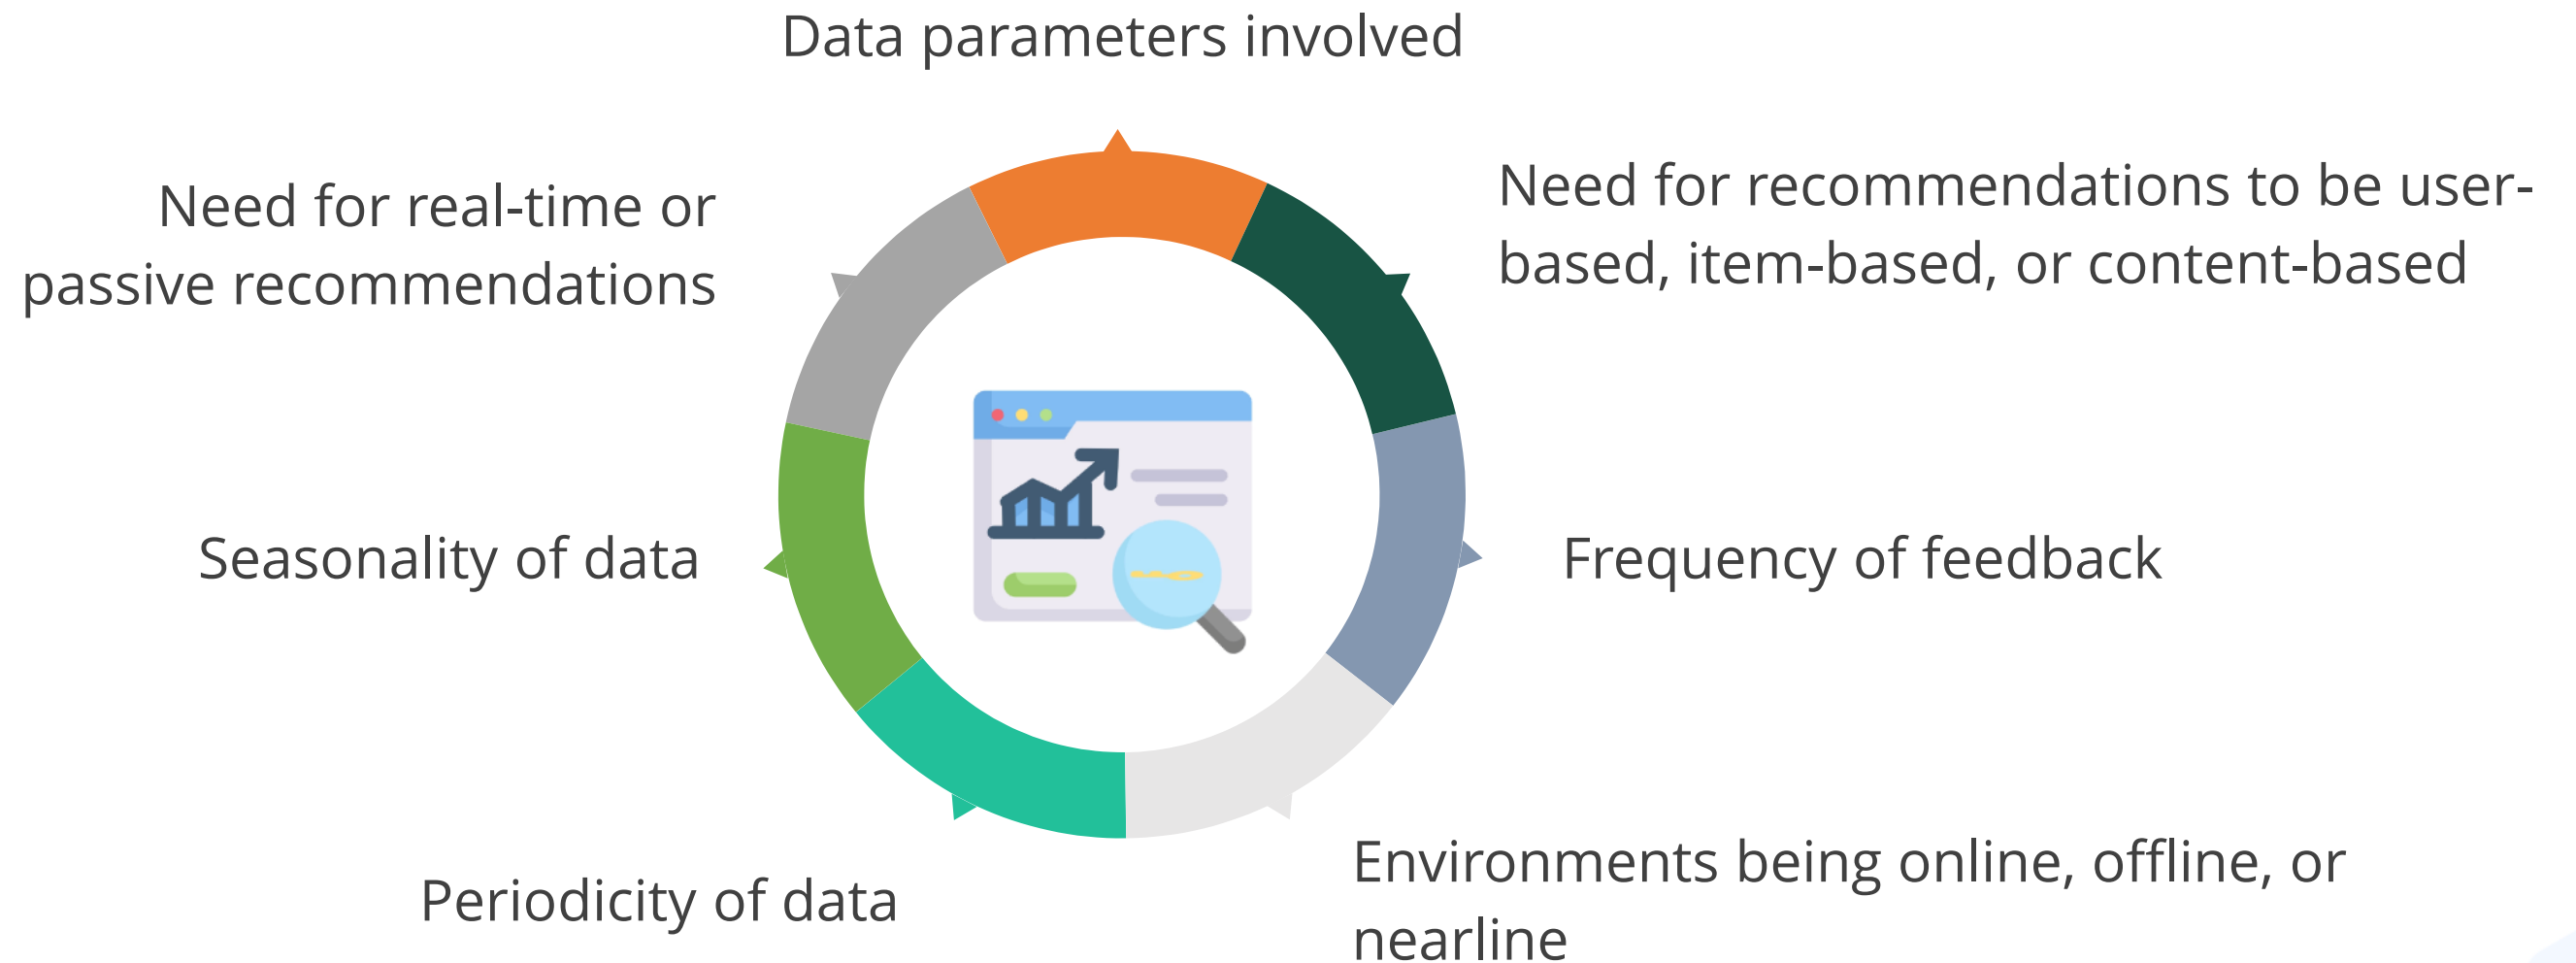 Data parameters involved
Need for recommendations to be user-
based, item-based, or content-based
Frequency of feedback
Environments being online, offline, or
nearline
Periodicity of data
Seasonality of data
Need for real-time or
passive recommendations